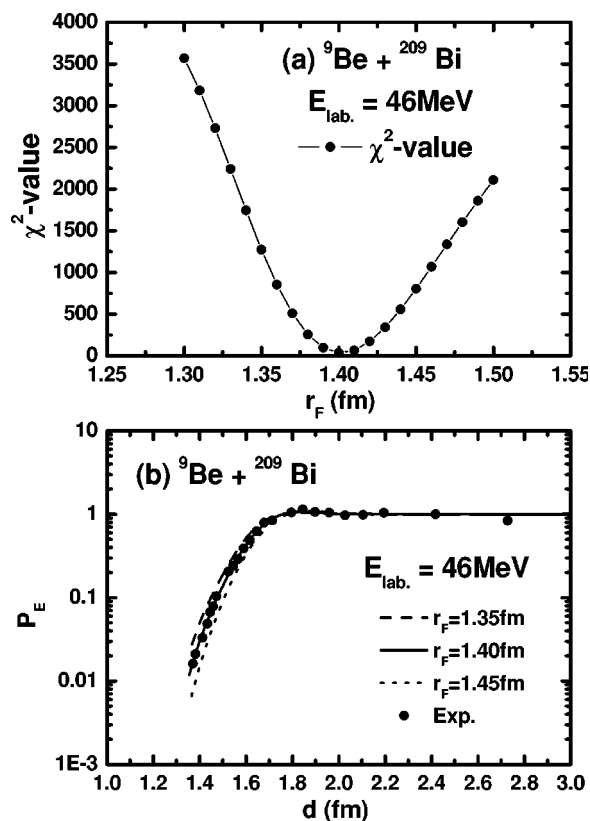 4000
3500
3000
2500
2000
1500
1000
500
0
χ²-value
(a) ⁹Be + ²⁰⁹ Bi
E_lab. = 46MeV
χ²-value
1.25 1.30 1.35 1.40 1.45 1.50 1.55
r_F (fm)
10
1
0.1
0.01
1E-3
P_E
(b) ⁹Be + ²⁰⁹ Bi
E_lab. = 46MeV
r_F=1.35fm
r_F=1.40fm
r_F=1.45fm
Exp.
1.0 1.2 1.4 1.6 1.8 2.0 2.2 2.4 2.6 2.8 3.0
d (fm)